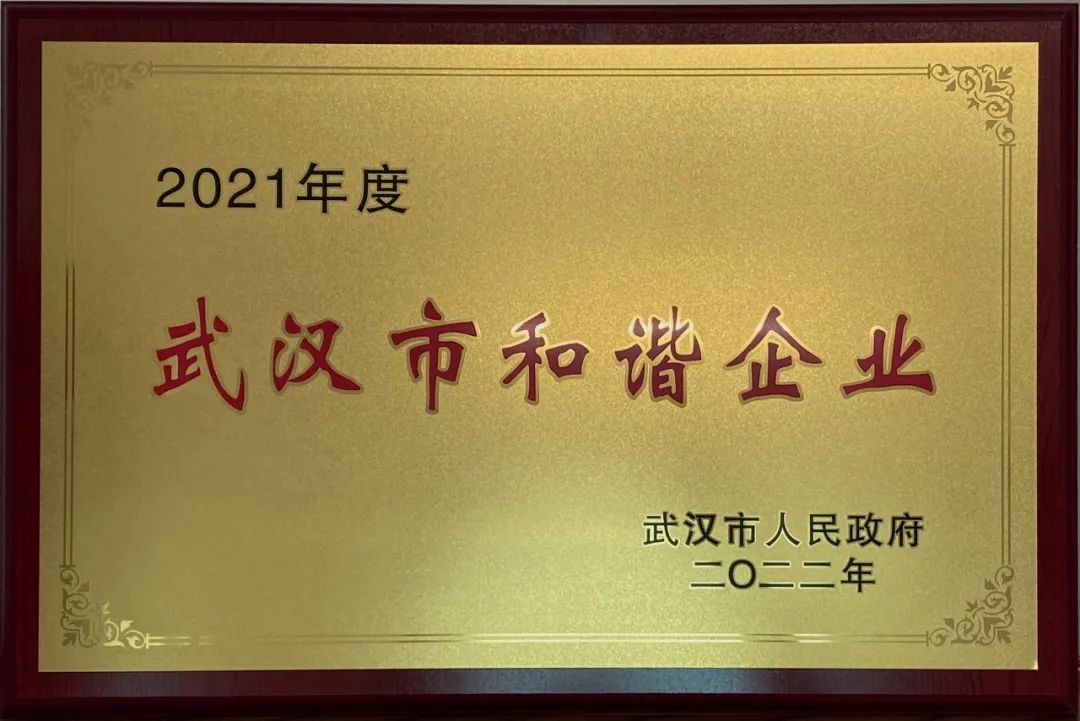 2021年度
武汉市和谐企业
武汉市人民政府
二〇二二年